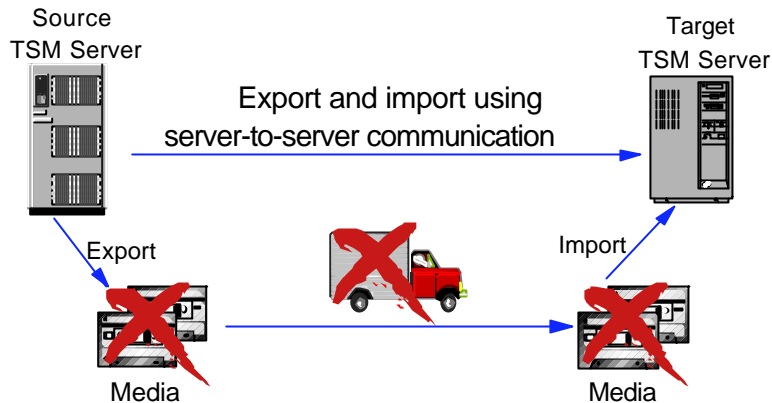 Source
TSM Server
Target
TSM Server
Export and import using
server-to-server communication
Export
Import
Media
Media